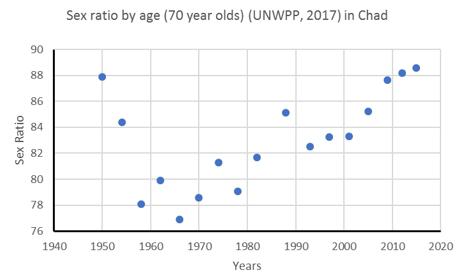 Sex ratio by age (70 year olds) (UNWPP, 2017) in Chad
90
88
86
84
82
80
78
76
Sex Ratio
1940 1950 1960 1970 1980 1990 2000 2010 2020
Years